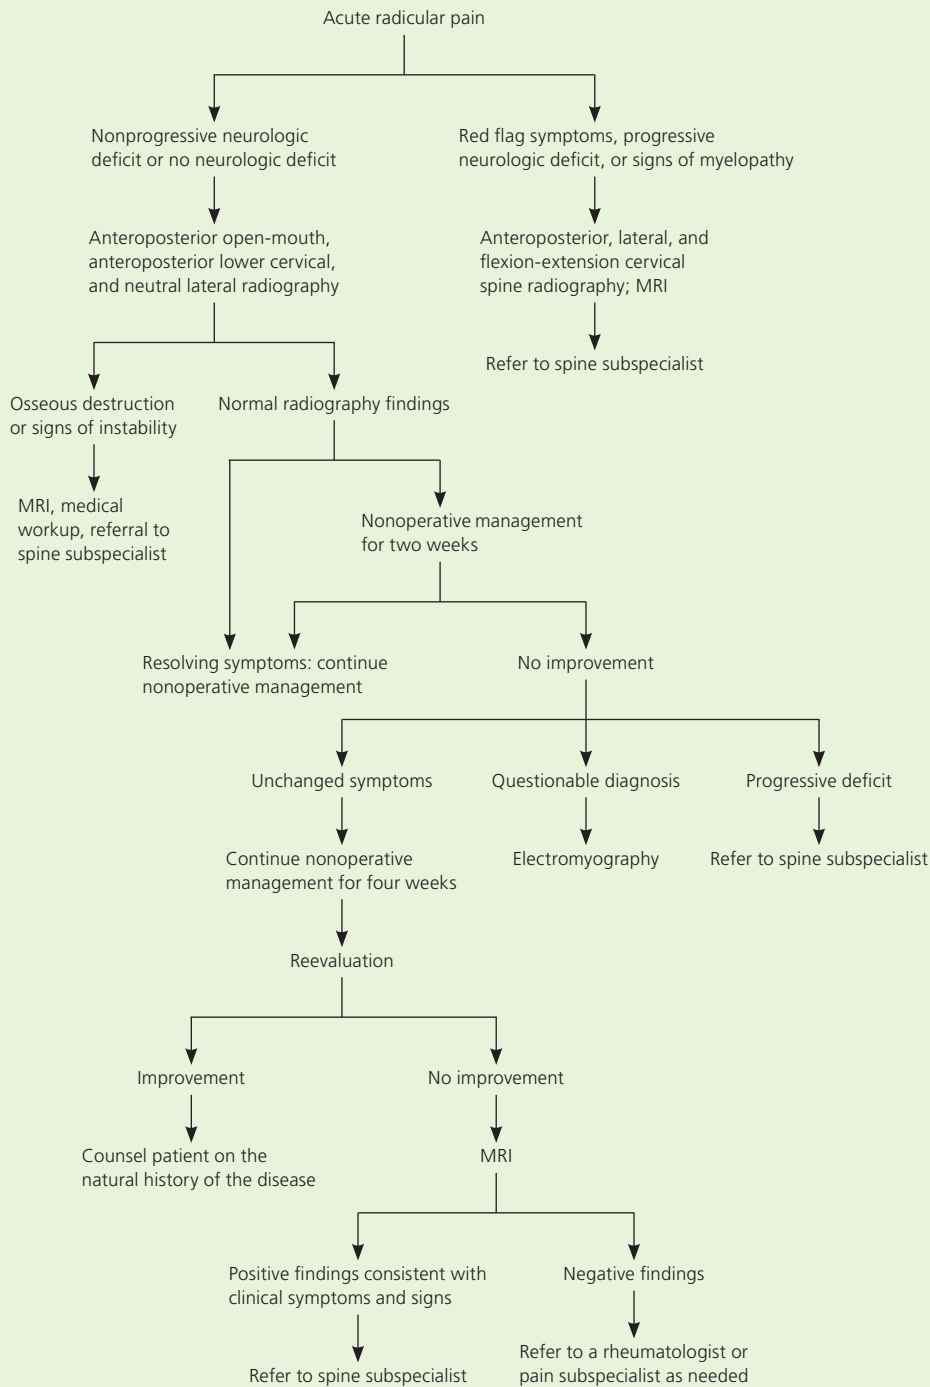 Acute radicular pain
Nonprogressive neurologic
deficit or no neurologic deficit
Red flag symptoms, progressive
neurologic deficit, or signs of myelopathy
Anteroposterior open-mouth,
anteroposterior lower cervical,
and neutral lateral radiography
Anteroposterior, lateral, and
flexion-extension cervical
spine radiography; MRI
Refer to spine subspecialist
Osseous destruction
or signs of instability
Normal radiography findings
MRI, medical
workup, referral to
spine subspecialist
Nonoperative management
for two weeks
Resolving symptoms: continue
nonoperative management
No improvement
Unchanged symptoms
Questionable diagnosis
Progressive deficit
Continue nonoperative
management for four weeks
Electromyography
Refer to spine subspecialist
Reevaluation
Improvement
No improvement
Counsel patient on the
natural history of the disease
MRI
Positive findings consistent with
clinical symptoms and signs
Negative findings
Refer to spine subspecialist
Refer to a rheumatologist or
pain subspecialist as needed